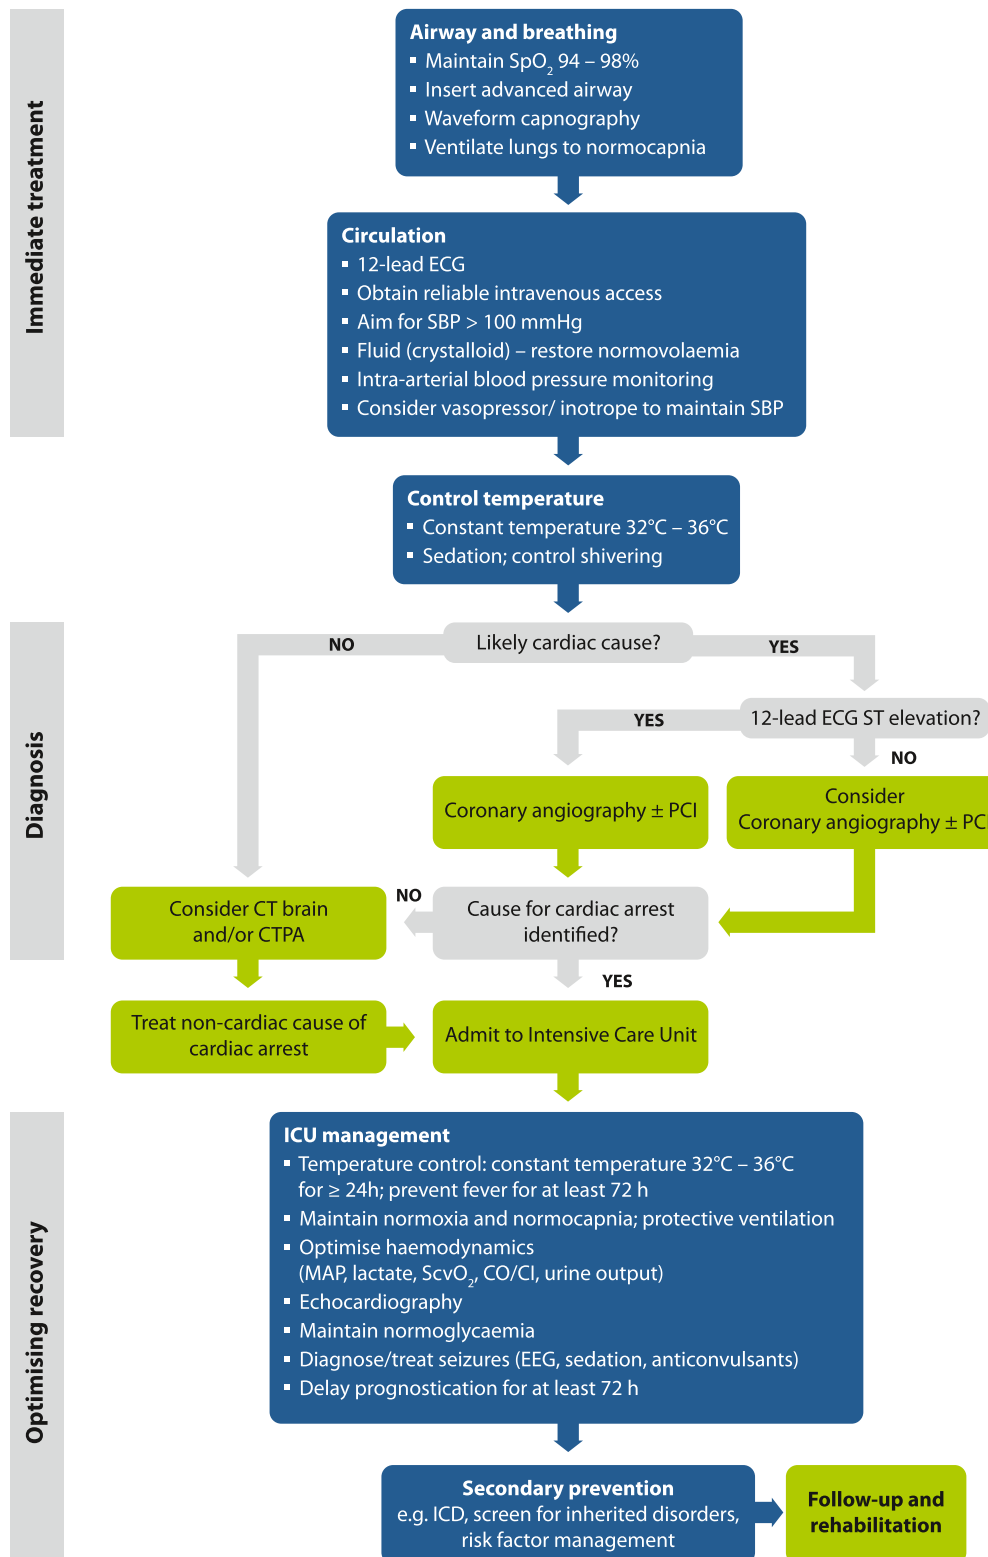 Immediate treatment
Airway and breathing
▪ Maintain SpO2 94 – 98%
▪ Insert advanced airway
▪ Waveform capnography
▪ Ventilate lungs to normocapnia
Circulation
▪ 12-lead ECG
▪ Obtain reliable intravenous access
▪ Aim for SBP > 100 mmHg
▪ Fluid (crystalloid) – restore normovolaemia
▪ Intra-arterial blood pressure monitoring
▪ Consider vasopressor/ inotrope to maintain SBP
Control temperature
▪ Constant temperature 32°C – 36°C
▪ Sedation; control shivering
Diagnosis
Likely cardiac cause?
NO
YES
12-lead ECG ST elevation?
YES
NO
Coronary angiography ± PCI
Consider
Coronary angiography ± PC
Cause for cardiac arrest
identified?
NO
YES
Consider CT brain
and/or CTPA
Treat non-cardiac cause of
cardiac arrest
Admit to Intensive Care Unit
Optimising recovery
ICU management
▪ Temperature control: constant temperature 32°C – 36°C
for ≥ 24h; prevent fever for at least 72 h
▪ Maintain normoxia and normocapnia; protective ventilation
▪ Optimise haemodynamics
(MAP, lactate, ScvO2, CO/CI, urine output)
▪ Echocardiography
▪ Maintain normoglycaemia
▪ Diagnose/treat seizures (EEG, sedation, anticonvulsants)
▪ Delay prognostication for at least 72 h
Secondary prevention
e.g. ICD, screen for inherited disorders,
risk factor management
Follow-up and
rehabilitation